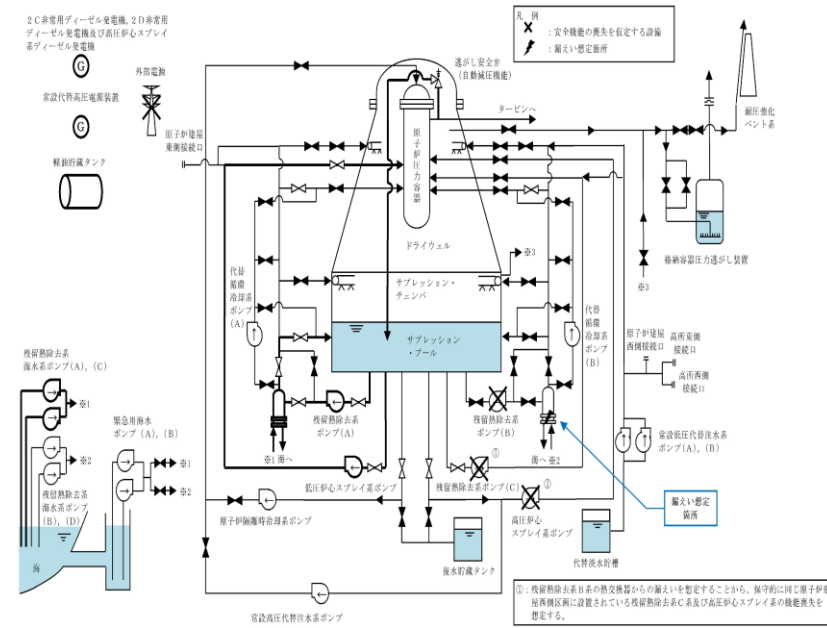 2C非常用ディーゼル発電機，2D非常用
ディーゼル発電機及び高圧炉心スプレイ
系ディーゼル発電機
G
常設代替高圧電源装置
G
軽油貯蔵タンク
外部電源
原子炉建屋
東側接続口
凡 例
：安全機能の喪失を仮定する設備
：漏えい想定箇所
逃がし安全弁
（自動減圧機能）
タービンへ
耐圧強化
ベント系
原子炉圧力容器
ドライウェル
格納容器圧力逃がし装置
※3
※3
サプレッション・
チェンバ
サプレッション
・プール
代替
循環
冷却系
ポンプ
(A)
代替
循環
冷却系
ポンプ
(B)
原子炉建屋
西側接続口
高所東側
接続口
高所西側
接続口
残留熱除去系
海水系ポンプ(A)，(C)
※1
※2
残留熱除去系
海水系ポンプ
(B)，(D)
緊急用海水
ポンプ(A)，(B)
※1
※2
海
残留熱除去系
ポンプ(A)
※1
海へ
残留熱除去系
ポンプ(B)
海へ
※2
常設低圧代替注水系
ポンプ(A)，(B)
①
低圧炉心スプレイ系ポンプ
残留熱除去系ポンプ(C)
①
漏えい想定
箇所
原子炉隔離時冷却系ポンプ
高圧炉心
スプレイ系ポンプ
復水貯蔵タンク
代替淡水貯槽
常設高圧代替注水系ポンプ
①：残留熱除去系B系の熱交換器からの漏えいを想定することから，保守的に同じ原子炉建
屋西側区画に設置されている残留熱除去系C系及び高圧炉心スプレイ系の機能喪失を
想定する。